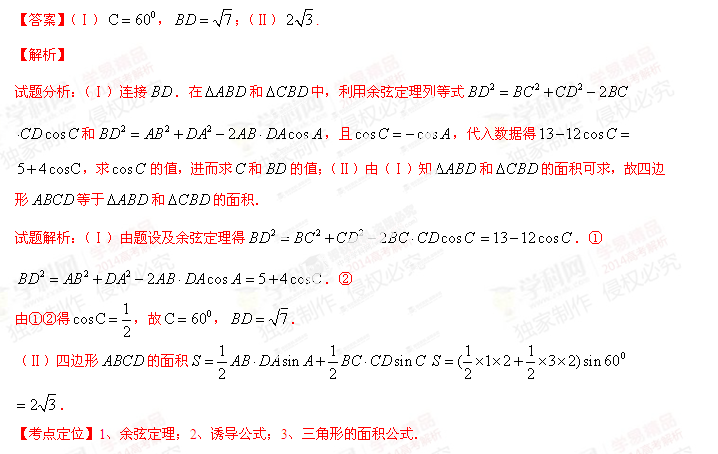 【答案】(Ⅰ) C = 60⁰, BD = √7; (Ⅱ) 2√3.
【解析】
试题分析:(Ⅰ)连接 BD. 在 ΔABD 和 ΔCBD 中, 利用余弦定理列等式 BD² = BC² + CD² − 2BC
·CD cos C 和 BD² = AB² + DA² − 2AB · DA cos A, 且 cos C = −cos A, 代入数据得 13−12cos C =
5 + 4cosC, 求 cos C 的值, 进而求 C 和 BD 的值; (Ⅱ)由(Ⅰ)知 ΔABD 和 ΔCBD 的面积可求, 故四边
形 ABCD 等于 ΔABD 和 ΔCBD 的面积.
试题解析:(Ⅰ)由题设及余弦定理得 BD² = BC² + CD² − 2BC · CD cos C = 13−12cos C. ①
BD² = AB² + DA² − 2AB · DA cos A = 5 + 4cosC. ②
由①②得 cosC = 1/2, 故 C = 60⁰, BD = √7.
(Ⅱ)四边形 ABCD 的面积 S = 1/2 AB · DA sin A + 1/2 BC · CD sin C S = (1/2 × 1 × 2 + 1/2 × 3 × 2) sin 60⁰
= 2√3.
【考点定位】1、余弦定理; 2、诱导公式; 3、三角形的面积公式.